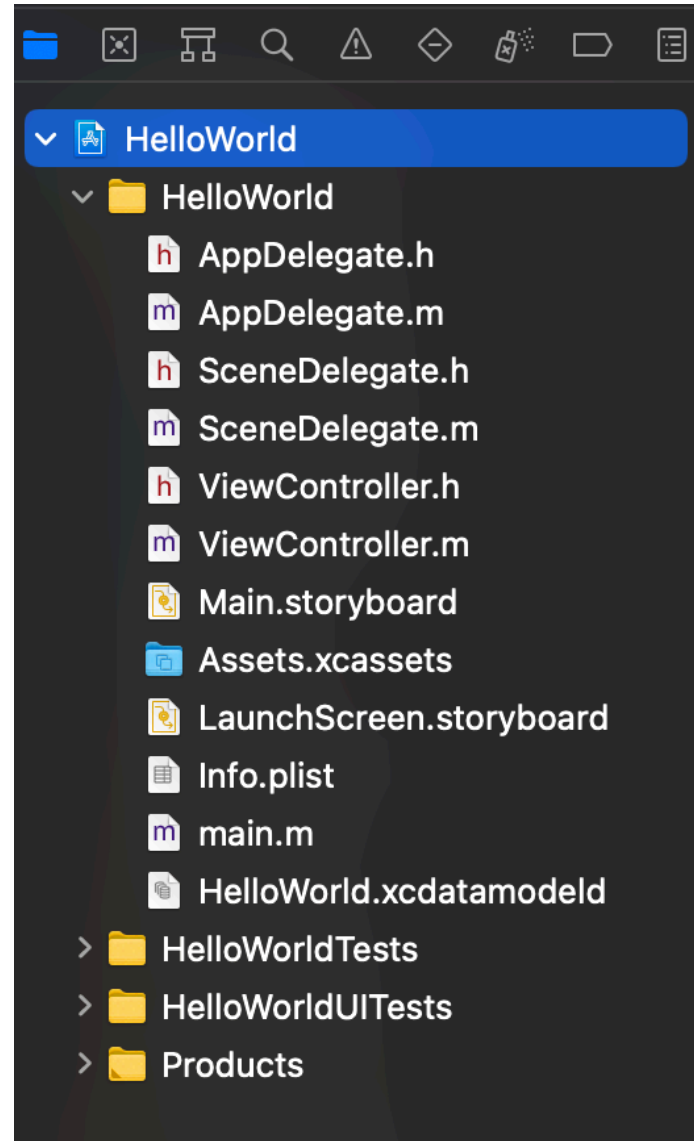 HelloWorld
HelloWorld
h AppDelegate.h
m AppDelegate.m
h SceneDelegate.h
m SceneDelegate.m
h ViewController.h
m ViewController.m
Main.storyboard
Assets.xcassets
LaunchScreen.storyboard
Info.plist
m main.m
HelloWorld.xcdatamodeld
HelloWorldTests
HelloWorldUITests
Products